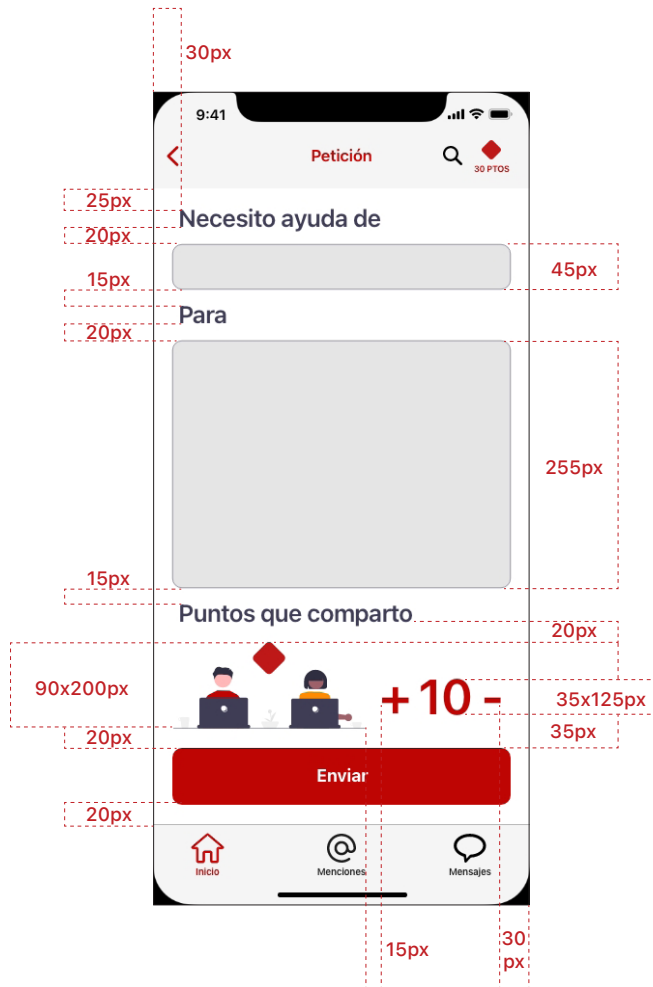 30px
9:41
Petición
30 PTOS
25px
Necesito ayuda de
20px
45px
15px
Para
20px
255px
15px
Puntos que comparto
20px
90x200px
+ 10 -
35x125px
20px
35px
Enviar
20px
Inicio
Menciones
Mensajes
15px
30
px